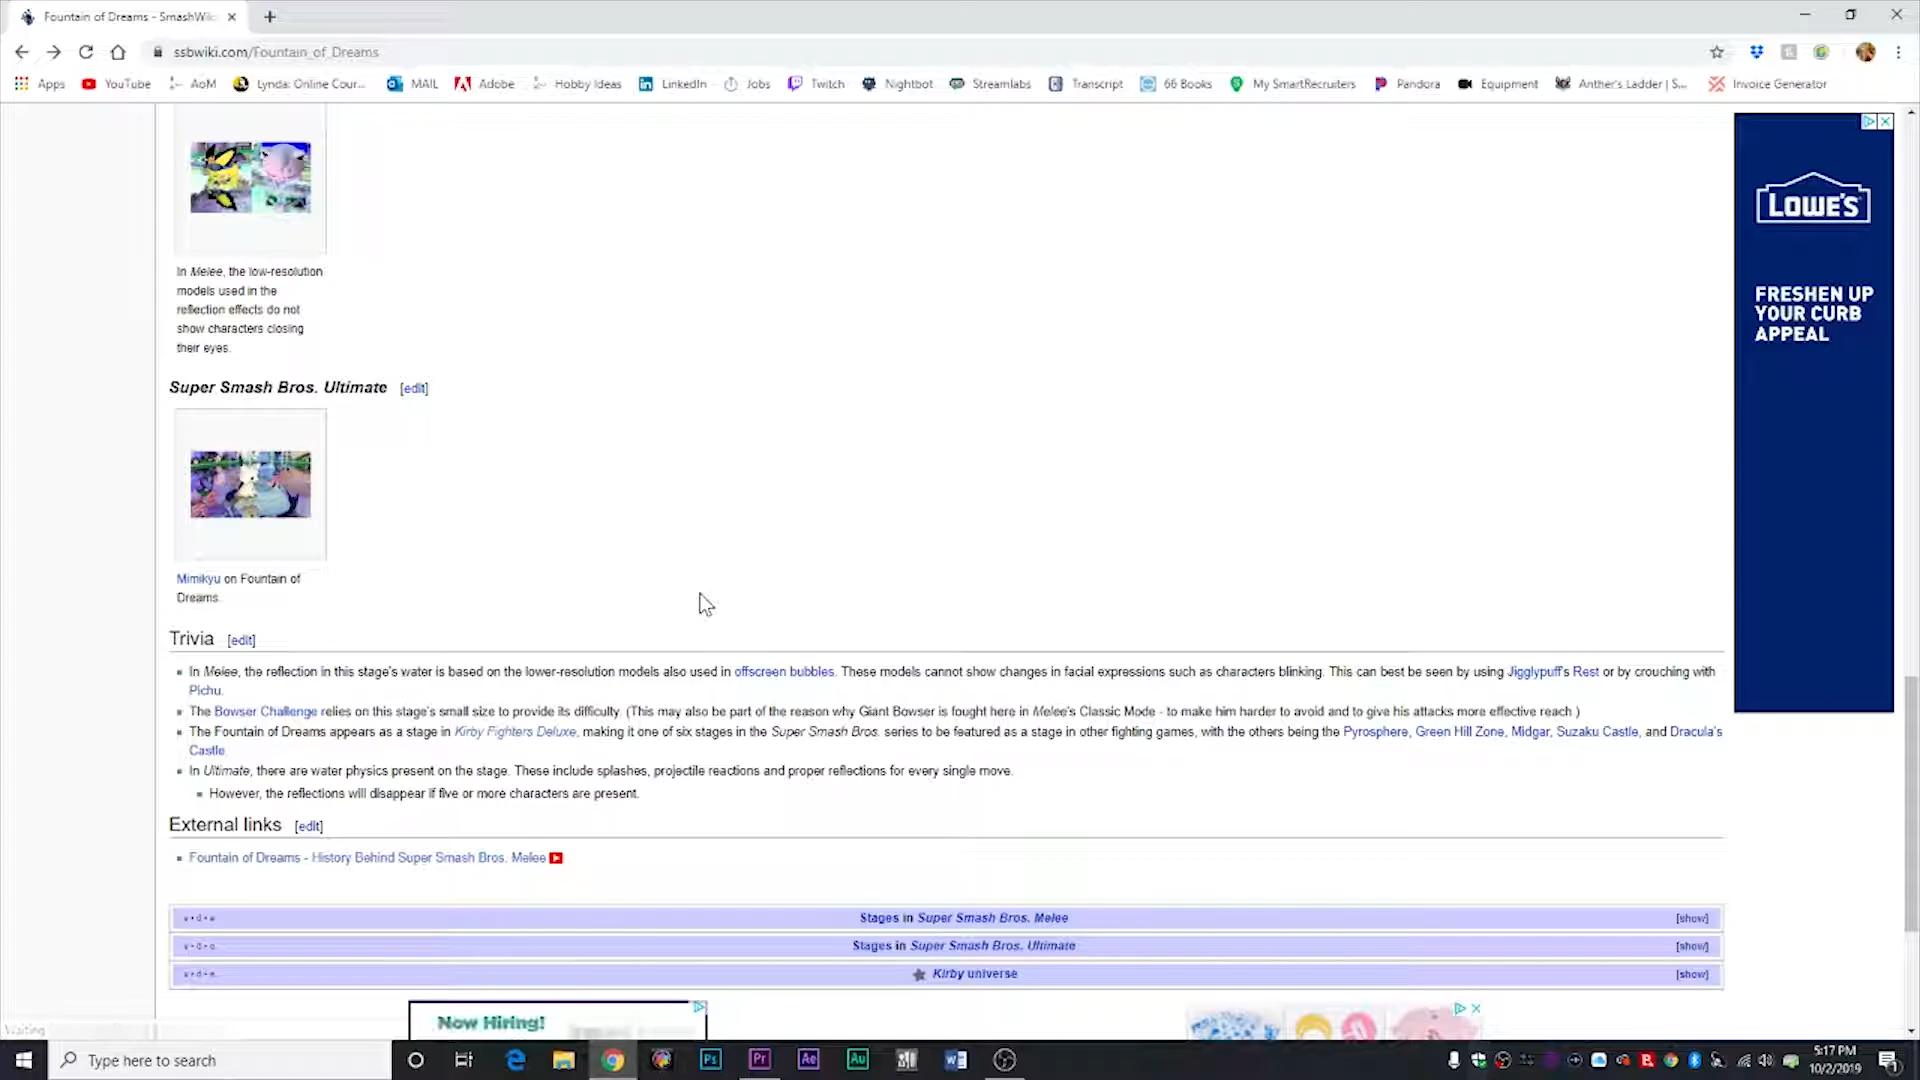 Fountain of Dreams - SmashWiki
ssbwiki.com/Fountain_of_Dreams
Apps YouTube AoM Lynda: Online Cour... MAIL Adobe Hobby Ideas LinkedIn Jobs Twitch Nightbot Streamlabs Transcript 66 Books My SmartRecruiters Pandora Equipment Anther's Ladder | S... Invoice Generator
In Melee, the low-resolution
models used in the
reflection effects do not
show characters closing
their eyes.
Super Smash Bros. Ultimate [edit]
Mimikyu on Fountain of
Dreams.
Trivia [edit]
In Melee, the reflection in this stage's water is based on the lower-resolution models also used in offscreen bubbles. These models cannot show changes in facial expressions such as characters blinking. This can best be seen by using Jigglypuff's Rest or by crouching with
Pichu.
The Bowser Challenge relies on this stage's small size to provide its difficulty. (This may also be part of the reason why Giant Bowser is fought here in Melee's Classic Mode - to make him harder to avoid and to give his attacks more effective reach.)
The Fountain of Dreams appears as a stage in Kirby Fighters Deluxe, making it one of six stages in the Super Smash Bros. series to be featured as a stage in other fighting games, with the others being the Pyrosphere, Green Hill Zone, Midgar, Suzaku Castle, and Dracula's
Castle.
In Ultimate, there are water physics present on the stage. These include splashes, projectile reactions and proper reflections for every single move.
However, the reflections will disappear if five or more characters are present.
External links [edit]
Fountain of Dreams - History Behind Super Smash Bros. Melee
v • d • e Stages in Super Smash Bros. Melee [show]
v • d • e Stages in Super Smash Bros. Ultimate [show]
v • d • e Kirby universe [show]
LOWE'S
FRESHEN UP
YOUR CURB
APPEAL
Now Hiring!
Waiting
Type here to search
Ps Pr Ae Au
5:17 PM
10/2/2019